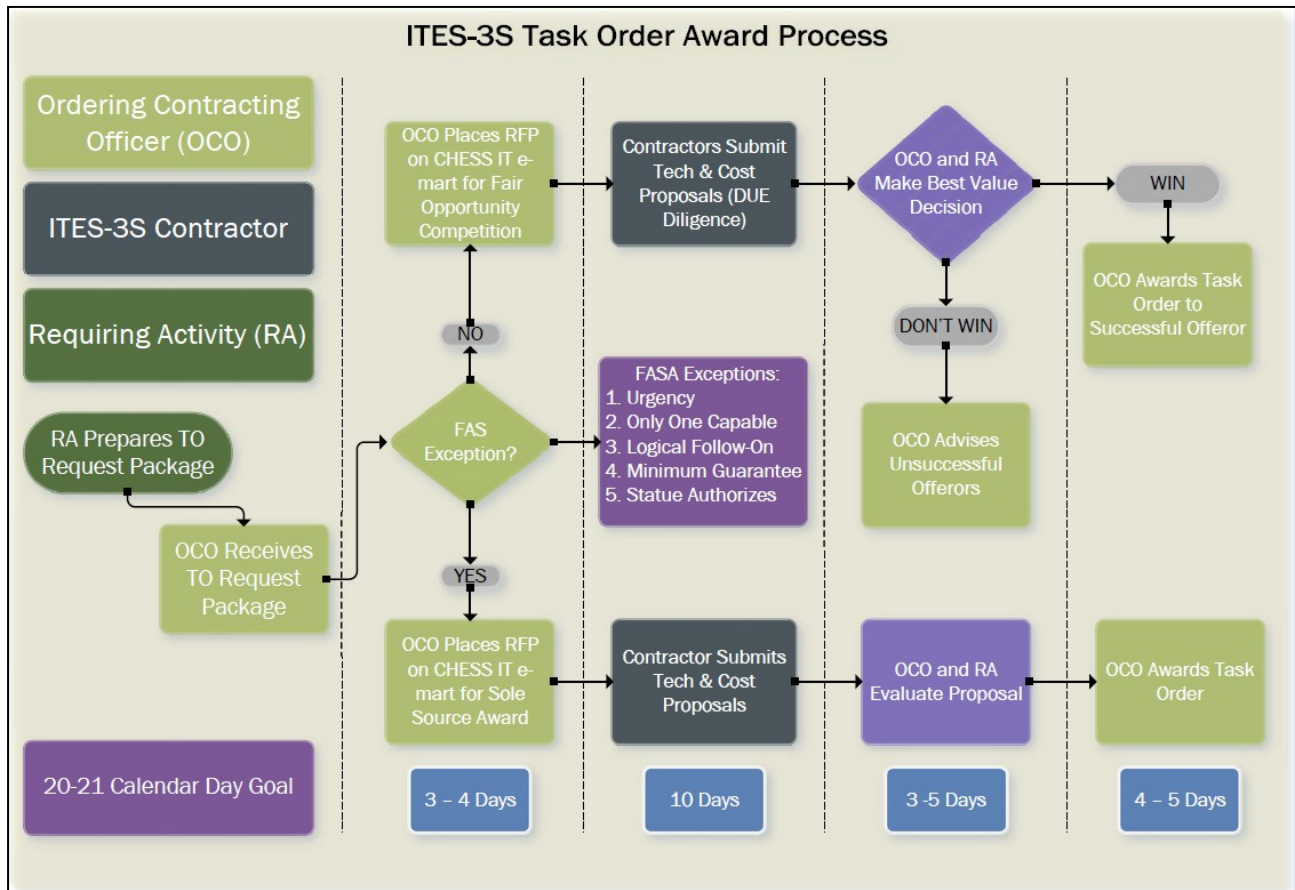 ITES-3S Task Order Award Process
Ordering Contracting
Officer (OCO)
ITES-3S Contractor
Requiring Activity (RA)
RA Prepares TO
Request Package
OCO Receives
TO Request
Package
20-21 Calendar Day Goal
OCO Places RFP
on CHESS IT e-
mart for Fair
Opportunity
Competition
NO
FAS
Exception?
YES
OCO Places RFP
on CHESS IT e-
mart for Sole
Source Award
3 – 4 Days
Contractors Submit
Tech & Cost
Proposals (DUE
Diligence)
FASA Exceptions:
1. Urgency
2. Only One Capable
3. Logical Follow-On
4. Minimum Guarantee
5. Statue Authorizes
Contractor Submits
Tech & Cost
Proposals
10 Days
OCO and RA
Make Best Value
Decision
DON'T WIN
OCO Advises
Unsuccessful
Offerors
OCO and RA
Evaluate Proposal
3 -5 Days
WIN
OCO Awards Task
Order to
Successful Offeror
OCO Awards Task
Order
4 – 5 Days